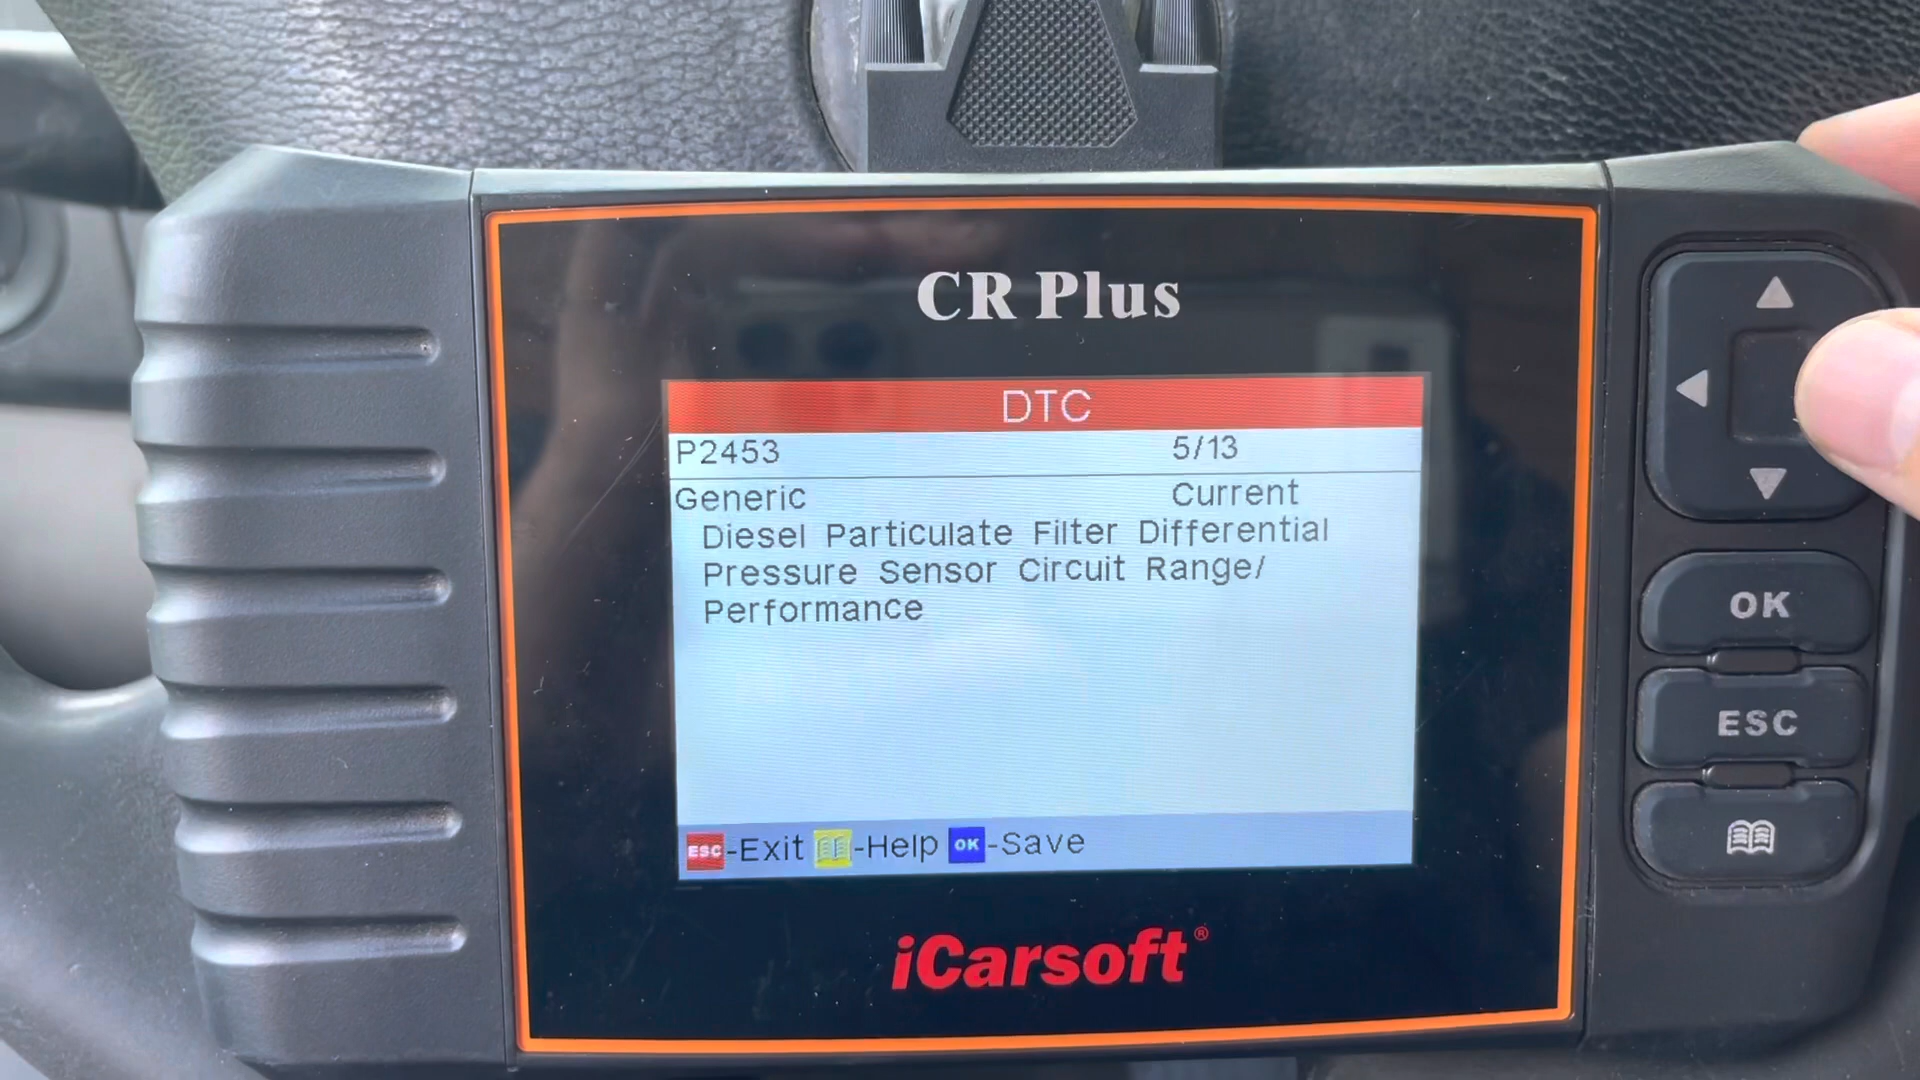 CR Plus
DTC
P2453 5/13
Generic Current
Diesel Particulate Filter Differential
Pressure Sensor Circuit Range/
Performance
ESC-Exit -Help OK-Save
iCarsoft®
OK
ESC